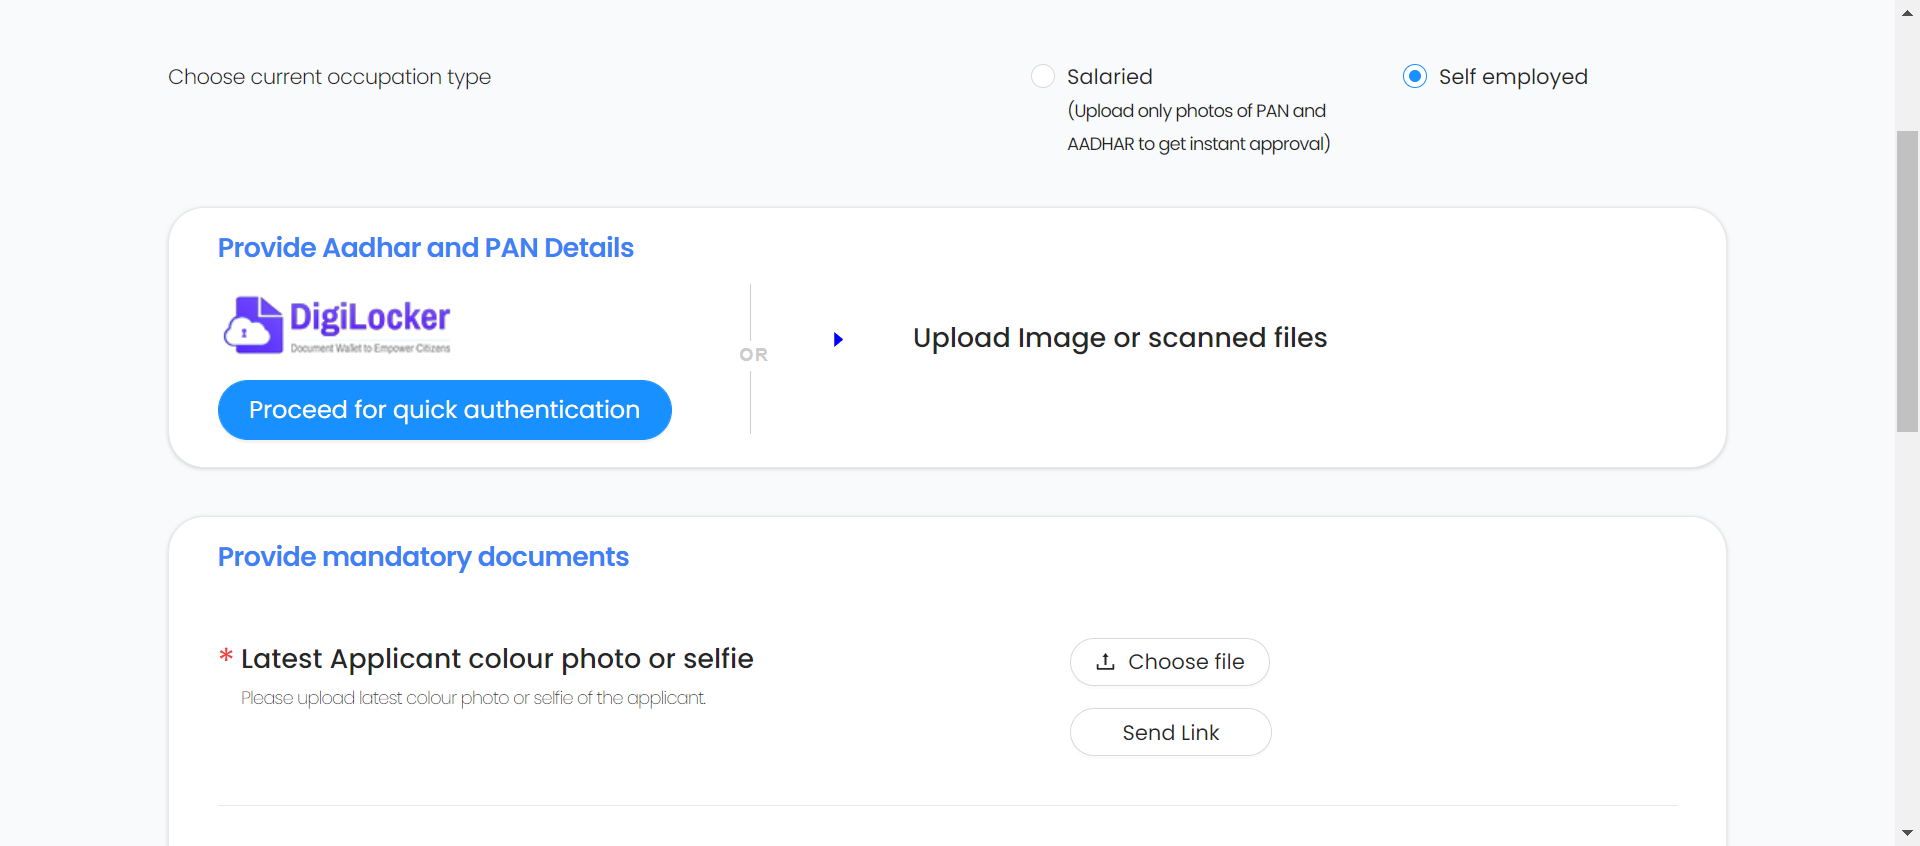 Choose current occupation type
Salaried
(Upload only photos of PAN and
AADHAR to get instant approval)
Self employed
Provide Aadhar and PAN Details
DigiLocker
Document Wallet to Empower Citizens
Proceed for quick authentication
OR
Upload Image or scanned files
Provide mandatory documents
* Latest Applicant colour photo or selfie
Please upload latest colour photo or selfie of the applicant.
Choose file
Send Link